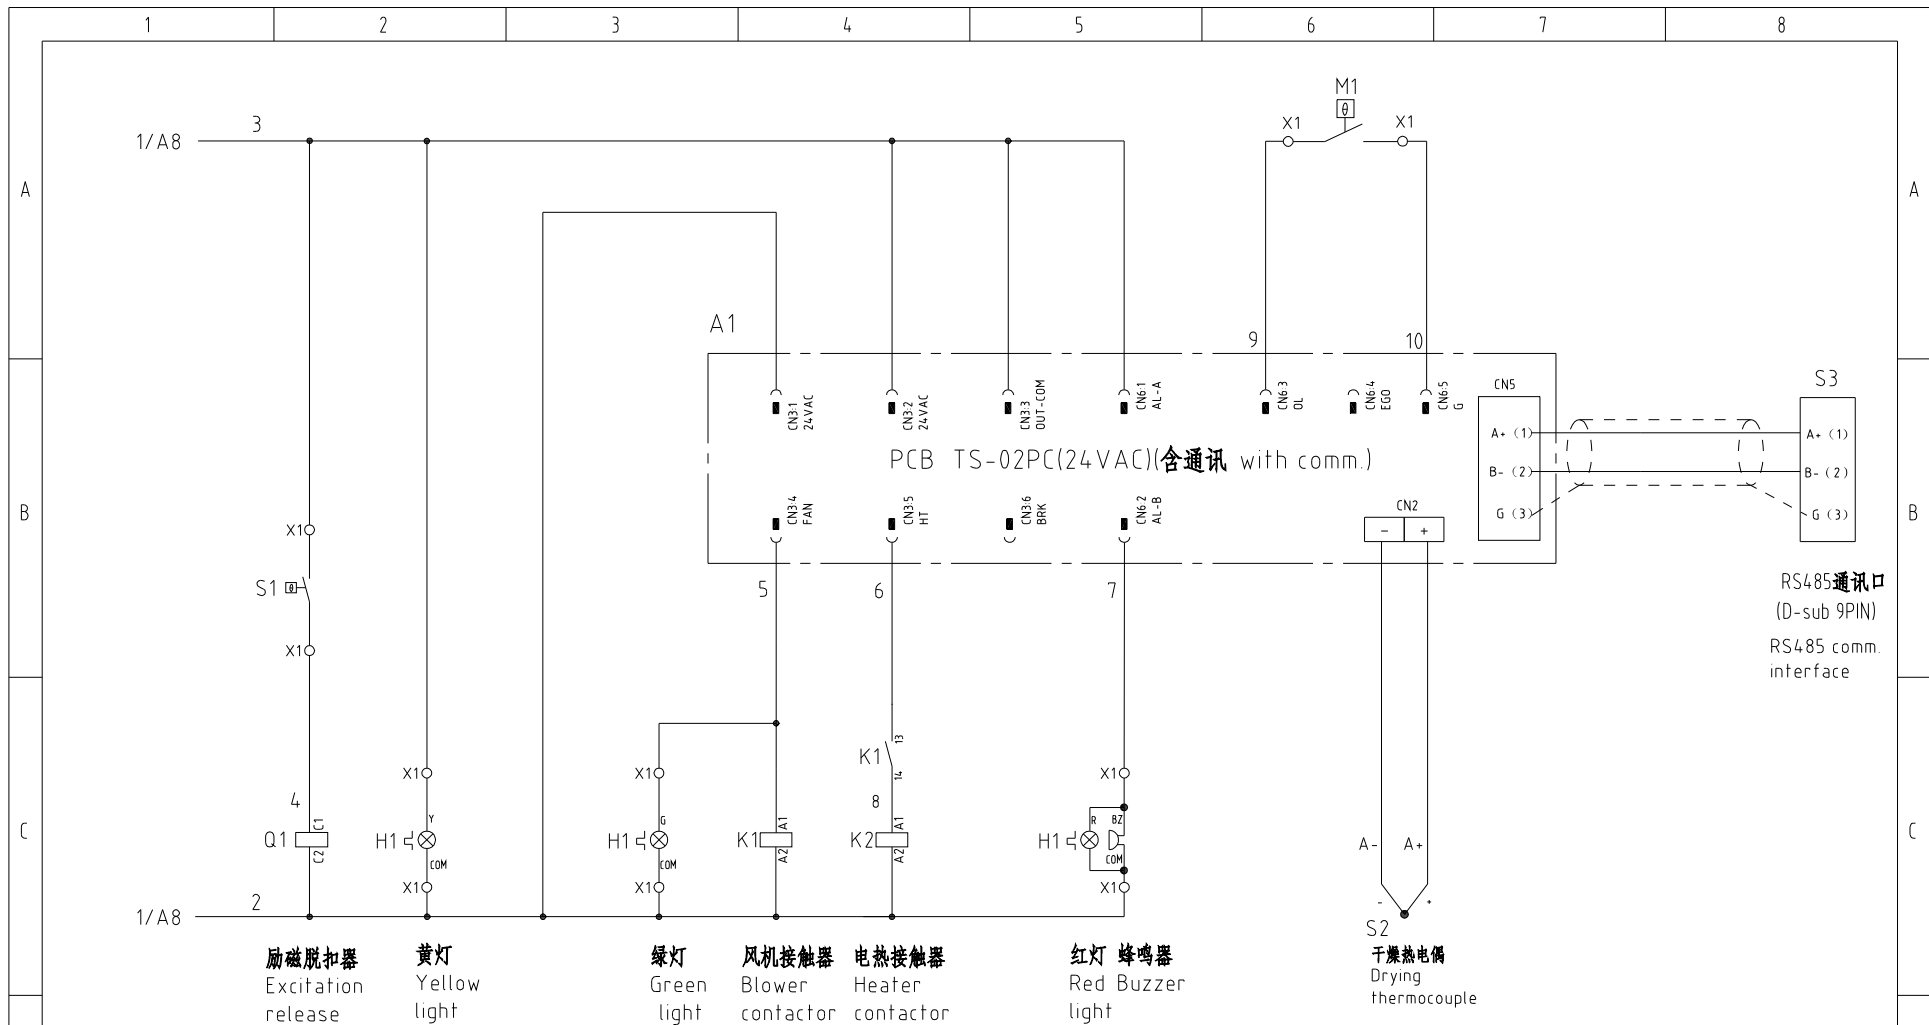 1 2 3 4 5 6 7 8
M1
θ
X1 X1
3
1/A8
A A
A1
9 10
CN3:1
24VAC
CN3:2
24VAC
CN3:3
OUT-COM
CN6:1
AL-A
CN6:3
OL
CN6:4
EGO
CN6:5
G
CN5
S3
A+ (1)
A+ (1)
PCB TS-02PC(24VAC)(含通讯 with comm.)
B- (2)
B- (2)
G (3)
G (3)
CN3:4
FAN
CN3:5
HT
CN3:6
BRK
CN6:2
AL-B
CN2
- +
B B
X1
S1 θ
X1
5 6 7
RS485通讯口
(D-sub 9PIN)
RS485 comm.
interface
K1 13
14
X1 X1 X1
4 8
Q1 C1
C2
H1 Y
COM
H1 G
COM
K1 A1
A2
K2 A1
A2
H1 R BZ
COM
A- A+
C C
X1 X1 X1
- +
S2
2
1/A8
励磁脱扣器
Excitation
release
黄灯
Yellow
light
绿灯
Green
light
风机接触器
Blower
contactor
电热接触器
Heater
contactor
红灯 蜂鸣器
Red Buzzer
light
干燥热电偶
Drying
thermocouple